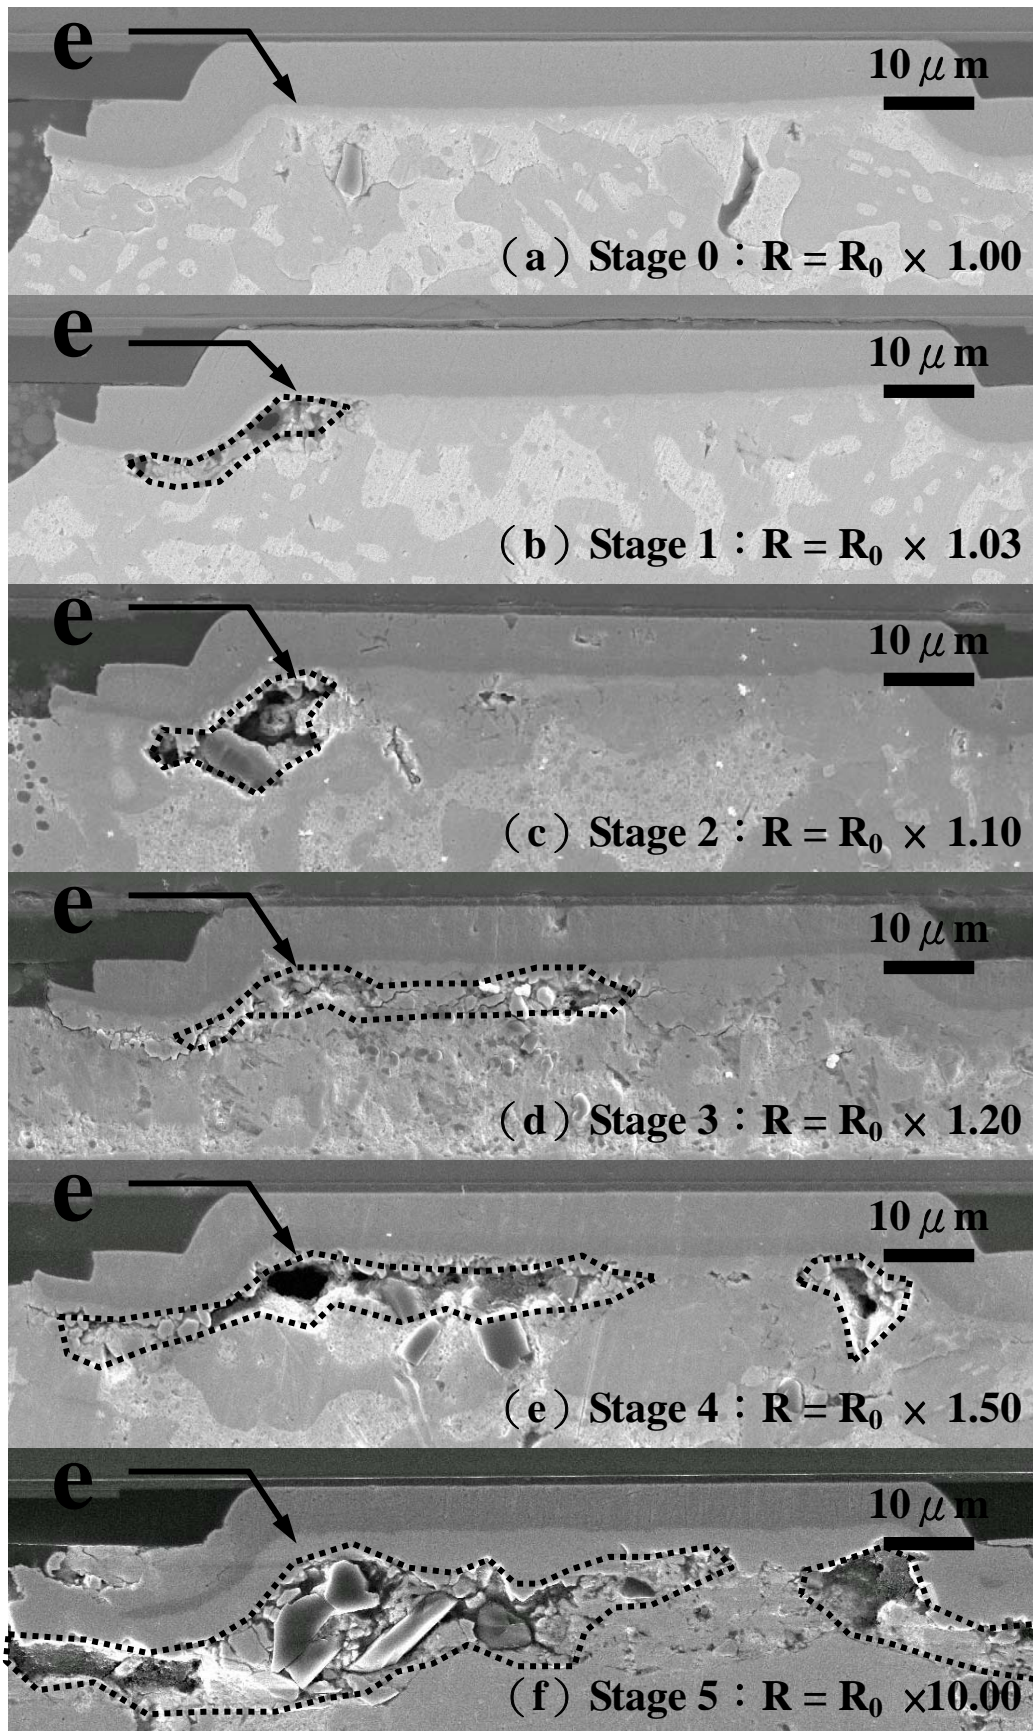 e
10 μm
(a) Stage 0：R = R₀ × 1.00
e
10 μm
(b) Stage 1：R = R₀ × 1.03
e
10 μm
(c) Stage 2：R = R₀ × 1.10
e
10 μm
(d) Stage 3：R = R₀ × 1.20
e
10 μm
(e) Stage 4：R = R₀ × 1.50
e
10 μm
(f) Stage 5：R = R₀ ×10.00